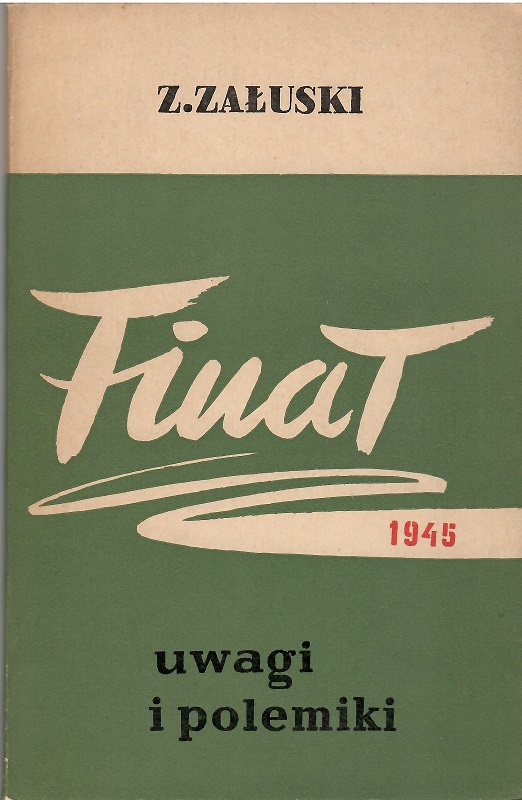 Z. ZAŁUSKI
Finał
1945
uwagi
i polemiki